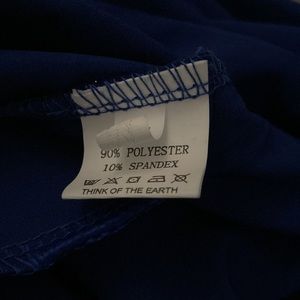 90% POLYESTER
10% SPANDEX
THINK OF THE EARTH